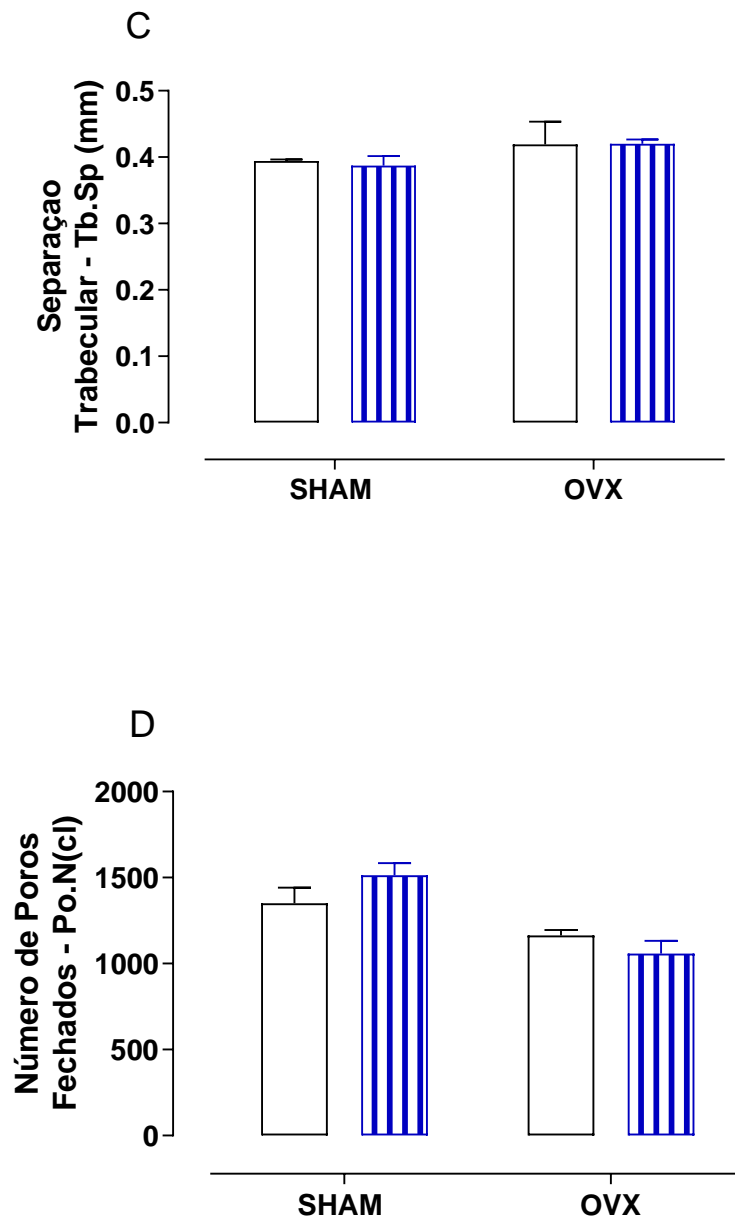 C
Separaçao
Trabecular - Tb.Sp (mm)
0.5
0.4
0.3
0.2
0.1
0.0
SHAM OVX
D
Número de Poros
Fechados - Po.N(cl)
2000
1500
1000
500
0
SHAM OVX